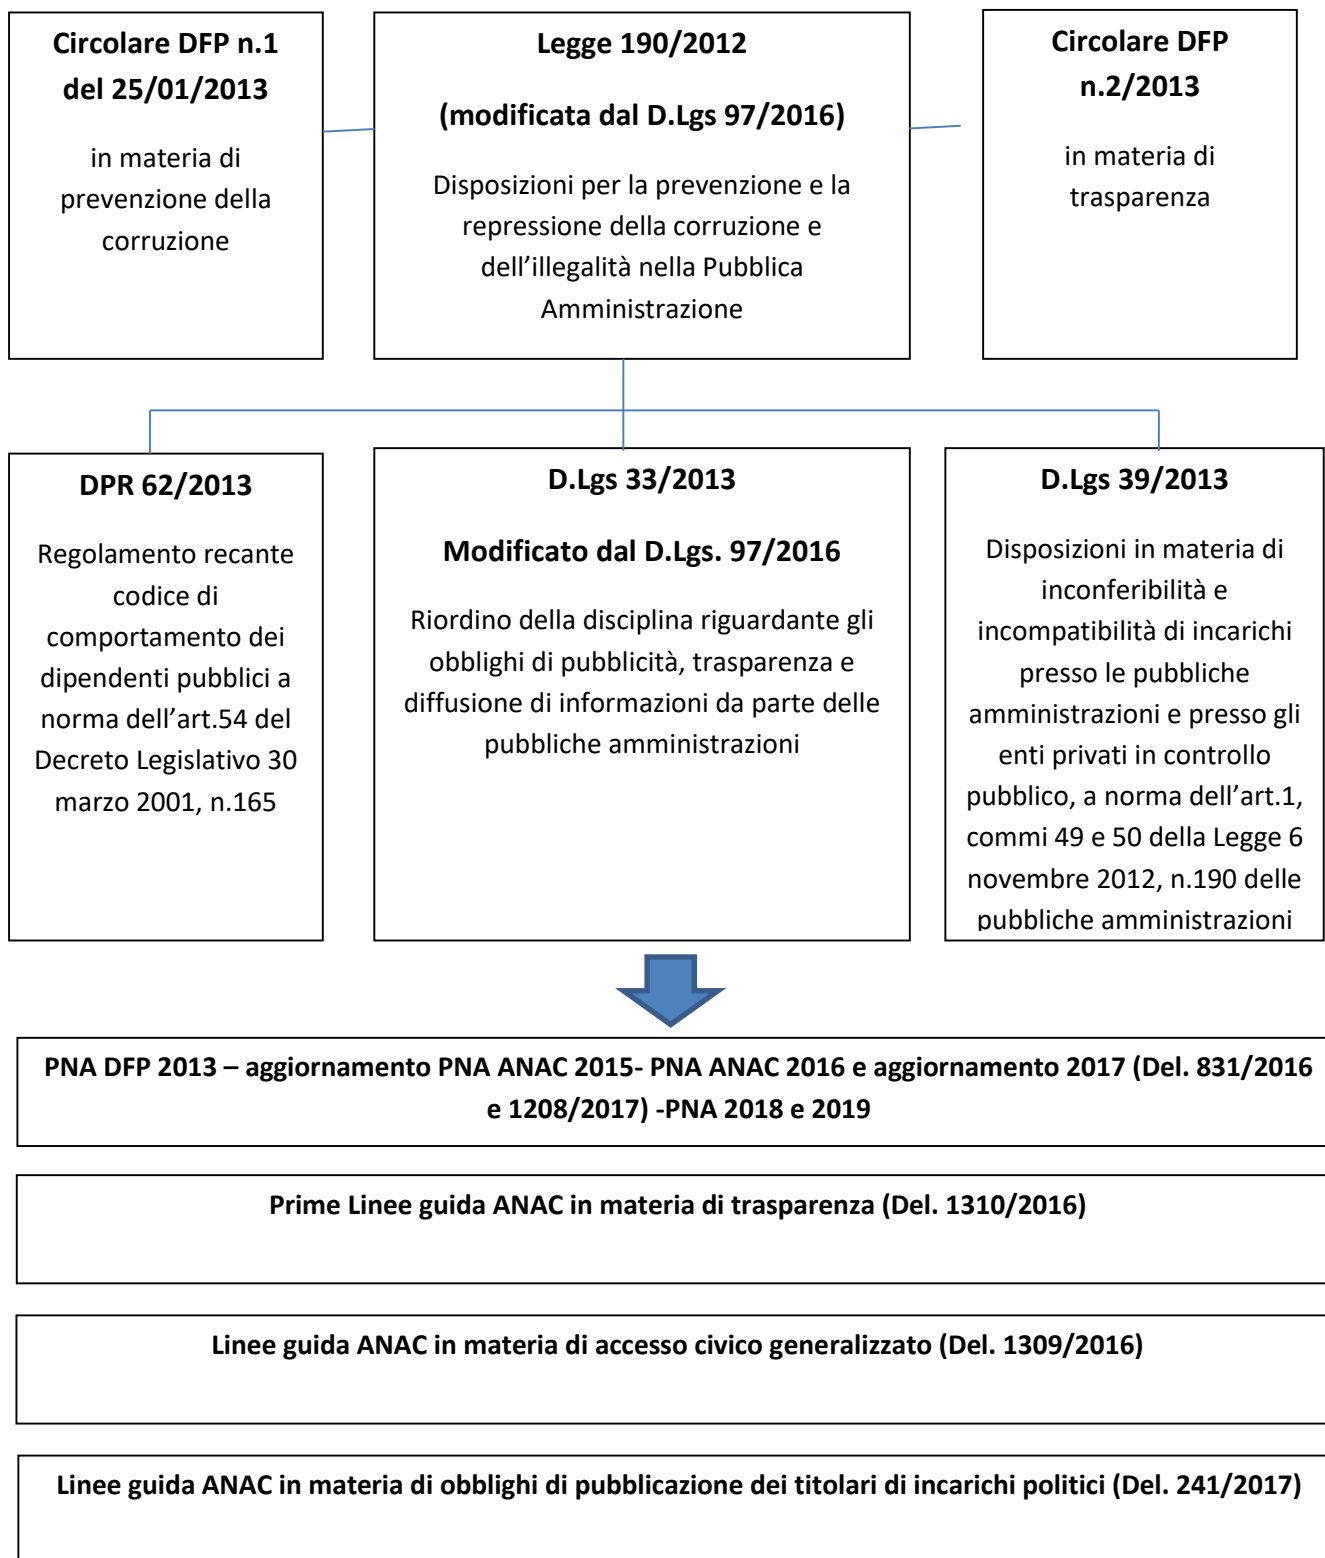 Circolare DFP n.1
del 25/01/2013
in materia di
prevenzione della
corruzione
Legge 190/2012
(modificata dal D.Lgs 97/2016)
Disposizioni per la prevenzione e la
repressione della corruzione e
dell’illegalità nella Pubblica
Amministrazione
Circolare DFP
n.2/2013
in materia di
trasparenza
DPR 62/2013
Regolamento recante
codice di
comportamento dei
dipendenti pubblici a
norma dell’art.54 del
Decreto Legislativo 30
marzo 2001, n.165
D.Lgs 33/2013
Modificato dal D.Lgs. 97/2016
Riordino della disciplina riguardante gli
obblighi di pubblicità, trasparenza e
diffusione di informazioni da parte delle
pubbliche amministrazioni
D.Lgs 39/2013
Disposizioni in materia di
inconferibilità e
incompatibilità di incarichi
presso le pubbliche
amministrazioni e presso gli
enti privati in controllo
pubblico, a norma dell’art.1,
commi 49 e 50 della Legge 6
novembre 2012, n.190 delle
pubbliche amministrazioni
PNA DFP 2013 – aggiornamento PNA ANAC 2015- PNA ANAC 2016 e aggiornamento 2017 (Del. 831/2016
e 1208/2017) -PNA 2018 e 2019
Prime Linee guida ANAC in materia di trasparenza (Del. 1310/2016)
Linee guida ANAC in materia di accesso civico generalizzato (Del. 1309/2016)
Linee guida ANAC in materia di obblighi di pubblicazione dei titolari di incarichi politici (Del. 241/2017)